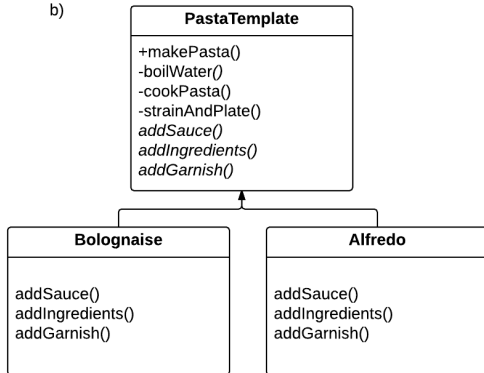 b)
PastaTemplate
+makePasta()
-boilWater()
-cookPasta()
-strainAndPlate()
addSauce()
addIngredients()
addGarnish()
Bolognaise
addSauce()
addIngredients()
addGarnish()
Alfredo
addSauce()
addIngredients()
addGarnish()